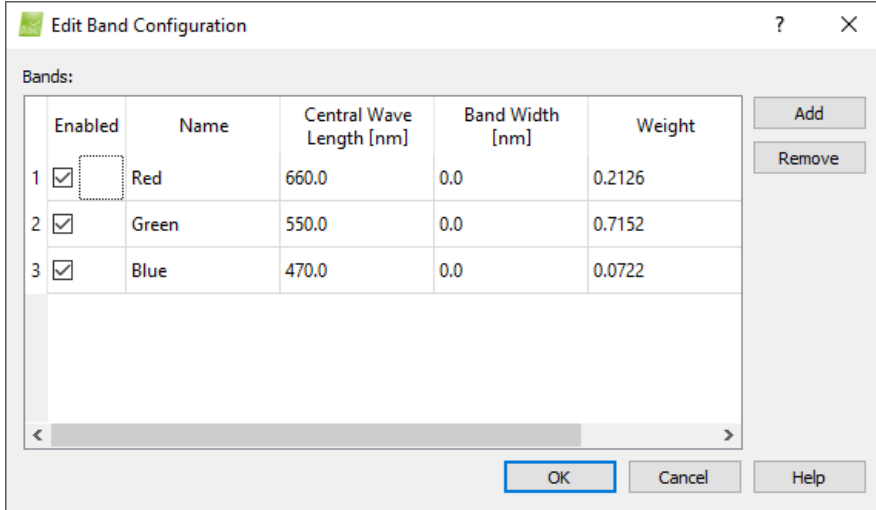 Edit Band Configuration
?
Bands:
Enabled Name Central Wave Length [nm] Band Width [nm] Weight
1 Red 660.0 0.0 0.2126
2 Green 550.0 0.0 0.7152
3 Blue 470.0 0.0 0.0722
Add
Remove
OK Cancel Help